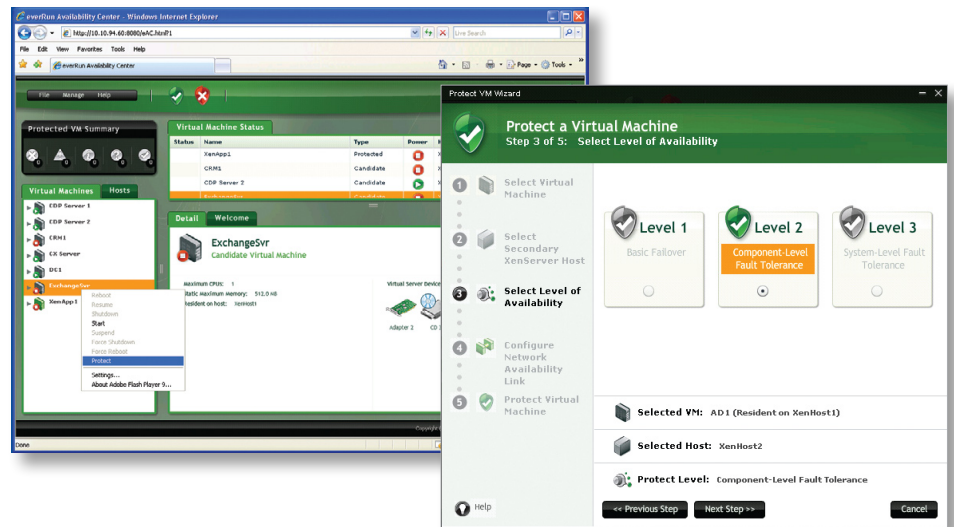 everRun Availability Center - Windows Internet Explorer
http://10.10.94.60:8080/eAC.html?1
Live Search
File Edit View Favorites Tools Help
everRun Availability Center
Page Tools
File Manage Help
Protected VM Summary
0 0 0 0 0
Virtual Machines Hosts
CDP Server 1
CDP Server 2
CRM1
CX Server
DC1
ExchangeSvr
XenApp1
Reboot
Resume
Shutdown
Start
Suspend
Force Shutdown
Force Reboot
Protect
Settings...
About Adobe Flash Player 9...
Virtual Machine Status
Status Name Type Power
XenApp1 Protected
CRM1 Candidate
CDP Server 2 Candidate
ExchangeSvr Candidate
Detail Welcome
ExchangeSvr
Candidate Virtual Machine
Maximum CPUs: 1
Static Maximum Memory: 512.0 MB
Resident on host: XenHost1
Virtual Server Device
Adapter 2 CD
Done
Protect VM Wizard
Protect a Virtual Machine
Step 3 of 5: Select Level of Availability
1 Select Virtual
Machine
2 Select
Secondary
XenServer Host
3 Select Level of
Availability
4 Configure
Network
Availability
Link
5 Protect Virtual
Machine
Help
Level 1
Basic Failover
Level 2
Component-Level
Fault Tolerance
Level 3
System-Level Fault
Tolerance
Selected VM: AD1 (Resident on XenHost1)
Selected Host: XenHost2
Protect Level: Component-Level Fault Tolerance
<< Previous Step Next Step >> Cancel